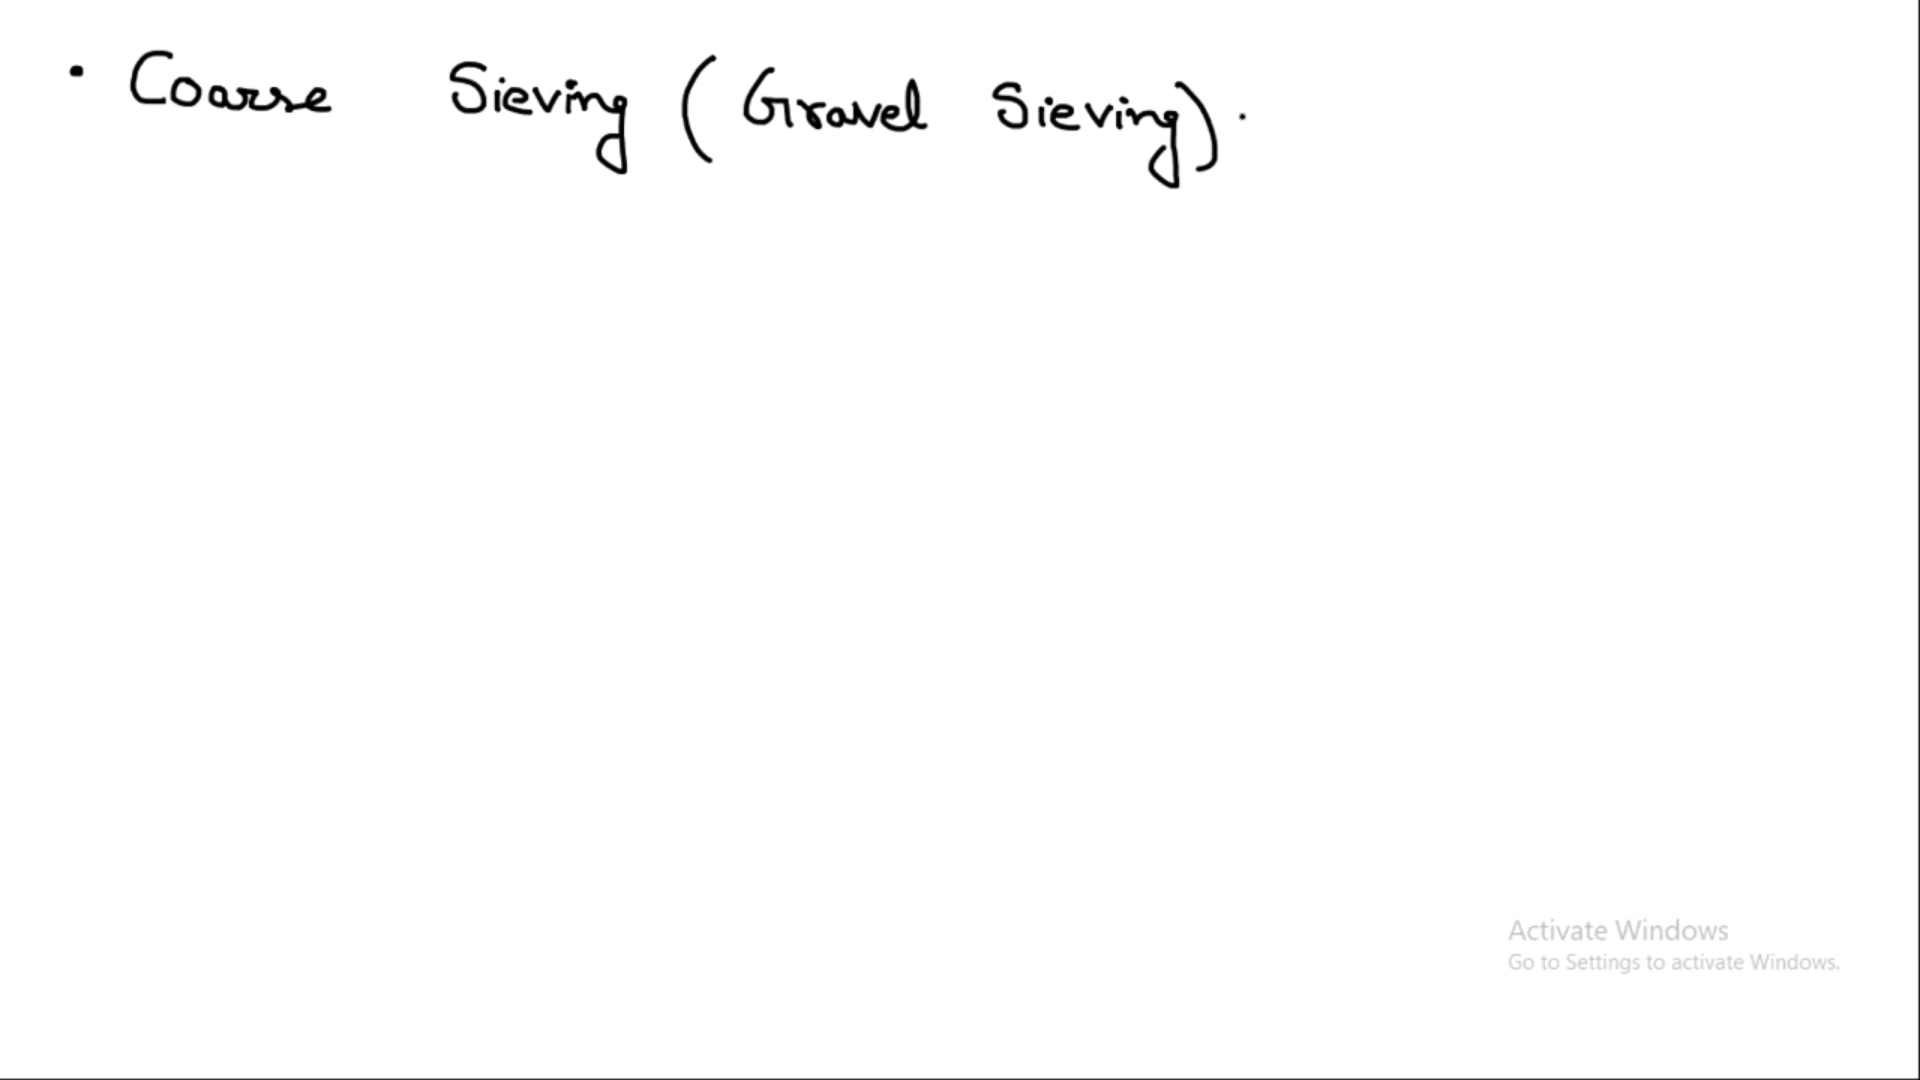 • Coarse Sieving (Gravel Sieving).
Activate Windows
Go to Settings to activate Windows.